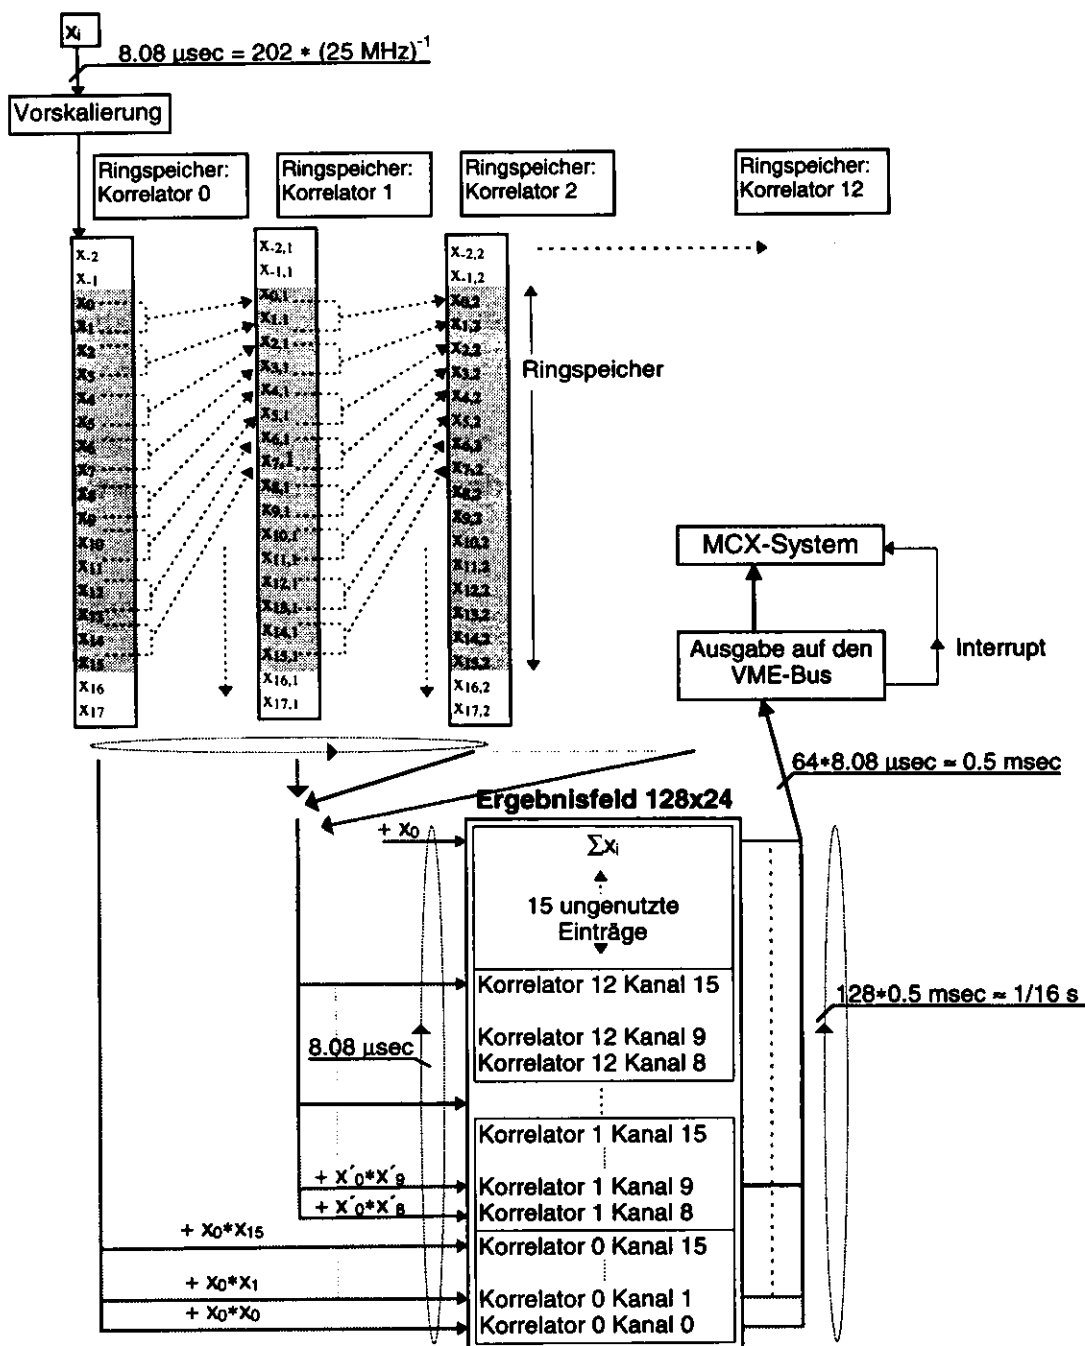 xi
8.08 µsec = 202 * (25 MHz)⁻¹
Vorskalierung
Ringspeicher:
Korrelator 0
Ringspeicher:
Korrelator 1
Ringspeicher:
Korrelator 2
Ringspeicher:
Korrelator 12
x-2
x-1
x0
x1
x2
x3
x4
x5
x6
x7
x8
x9
x10
x11
x12
x13
x14
x15
x16
x17
x-2,1
x-1,1
x0,1
x1,1
x2,1
x3,1
x4,1
x5,1
x6,1
x7,1
x8,1
x9,1
x10,1
x11,1
x12,1
x13,1
x14,1
x15,1
x16,1
x17,1
x-2,2
x-1,2
x0,2
x1,2
x2,2
x3,2
x4,2
x5,2
x6,2
x7,2
x8,2
x9,2
x10,2
x11,2
x12,2
x13,2
x14,2
x15,2
x16,2
x17,2
Ringspeicher
MCX-System
Ausgabe auf den
VME-Bus
Interrupt
64*8.08 µsec ≈ 0.5 msec
Ergebnisfeld 128x24
+ x0
∑xi
15 ungenutzte
Einträge
Korrelator 12 Kanal 15
128*0.5 msec ≈ 1/16 s
8.08 µsec
Korrelator 12 Kanal 9
Korrelator 12 Kanal 8
Korrelator 1 Kanal 15
+ x´0*x´9
Korrelator 1 Kanal 9
+ x´0*x´8
Korrelator 1 Kanal 8
+ x0*x15
Korrelator 0 Kanal 15
+ x0*x1
Korrelator 0 Kanal 1
+ x0*x0
Korrelator 0 Kanal 0